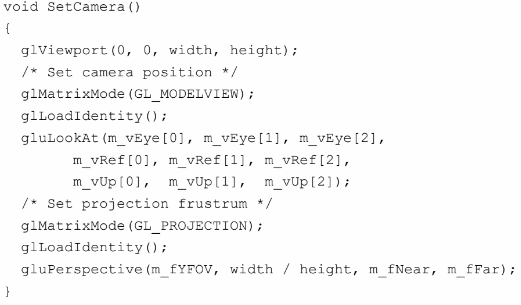 void SetCamera()
{
glViewport(0, 0, width, height);
/* Set camera position */
glMatrixMode(GL_MODELVIEW);
glLoadIdentity();
gluLookAt(m_vEye[0], m_vEye[1], m_vEye[2],
m_vRef[0], m_vRef[1], m_vRef[2],
m_vUp[0], m_vUp[1], m_vUp[2]);
/* Set projection frustrum */
glMatrixMode(GL_PROJECTION);
glLoadIdentity();
gluPerspective(m_fYFOV, width / height, m_fNear, m_fFar);
}